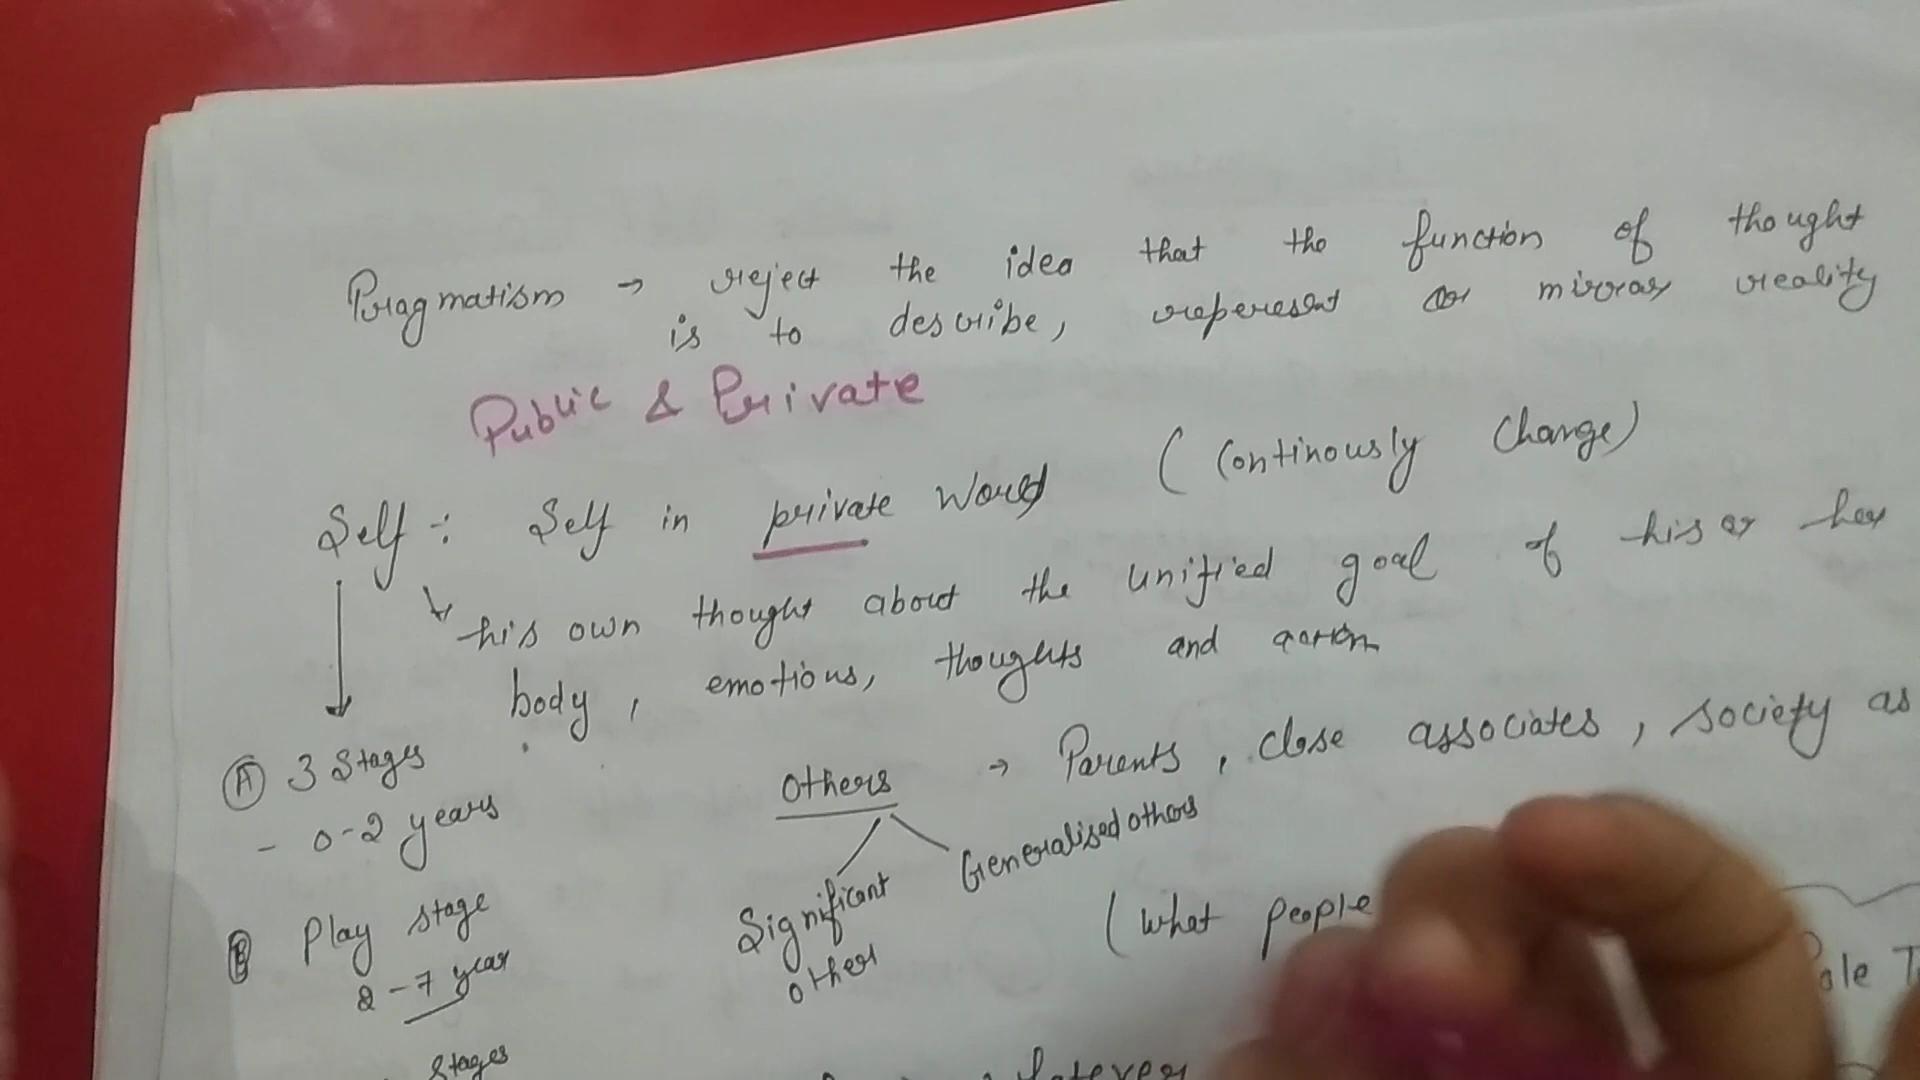 Pragmatism → reject the idea that the function of thought
is to describe, reperesent or mirror reality
Public & Private
Self :- Self in private World ( Continously Change)
his own thought about the unified goal of his or her
body, emotions, thoughts and action
(A) 3 Stages
- 0-2 years
Others → Parents, close associates, society as
Significant other
Generalised others
(B) Play stage
2-7 year
(What people
Role T
Stages